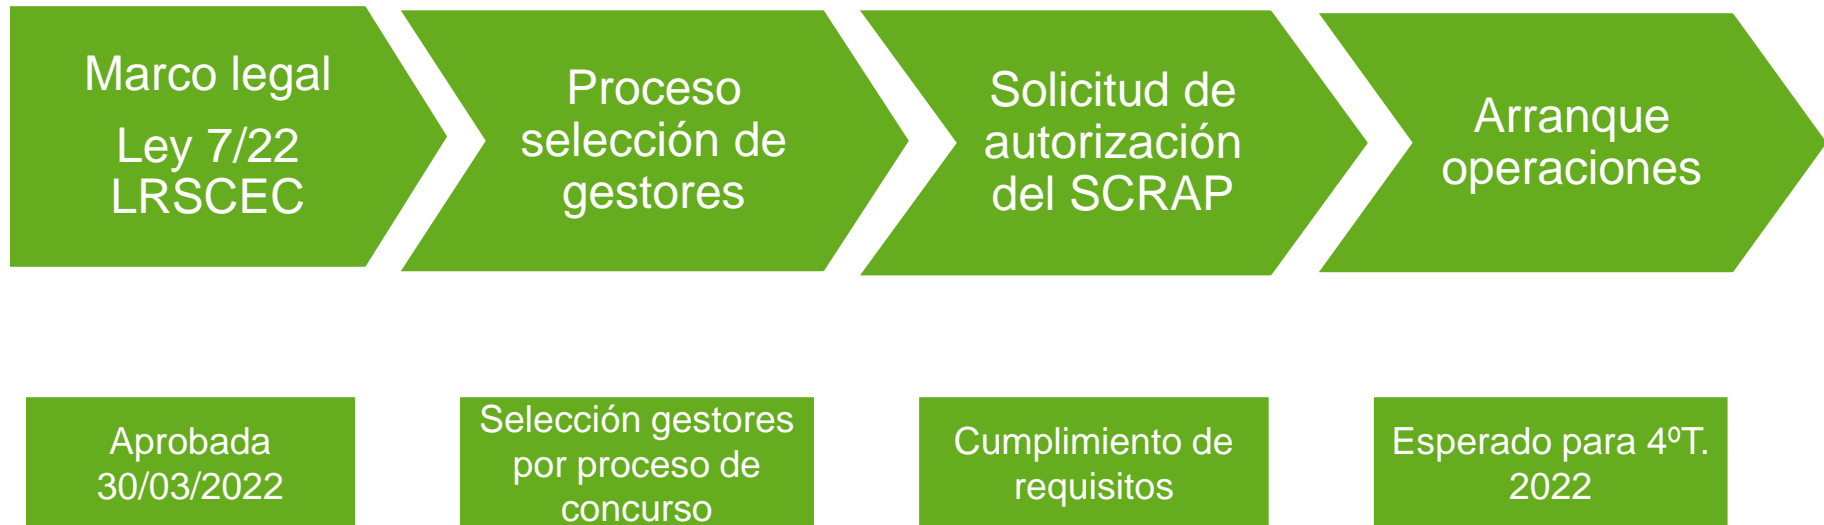 Marco legal
Ley 7/22
LRSCEC
Proceso
selección de
gestores
Solicitud de
autorización
del SCRAP
Arranque
operaciones
Aprobada
30/03/2022
Selección gestores
por proceso de
concurso
Cumplimiento de
requisitos
Esperado para 4ºT.
2022